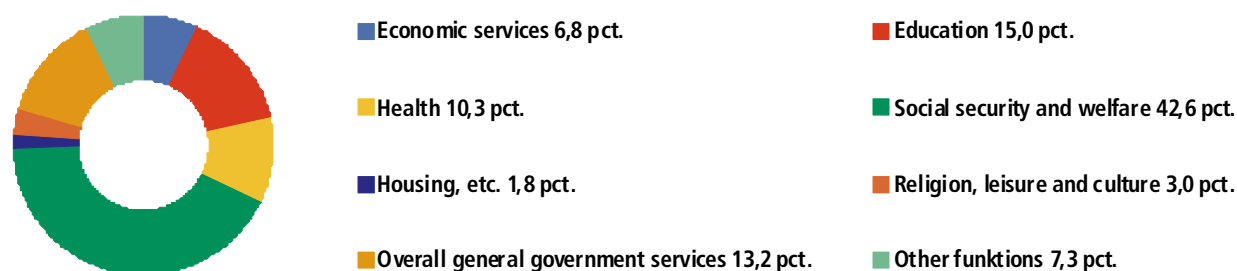 Economic services 6,8 pct.
Education 15,0 pct.
Health 10,3 pct.
Social security and welfare 42,6 pct.
Housing, etc. 1,8 pct.
Religion, leisure and culture 3,0 pct.
Overall general government services 13,2 pct.
Other funktions 7,3 pct.